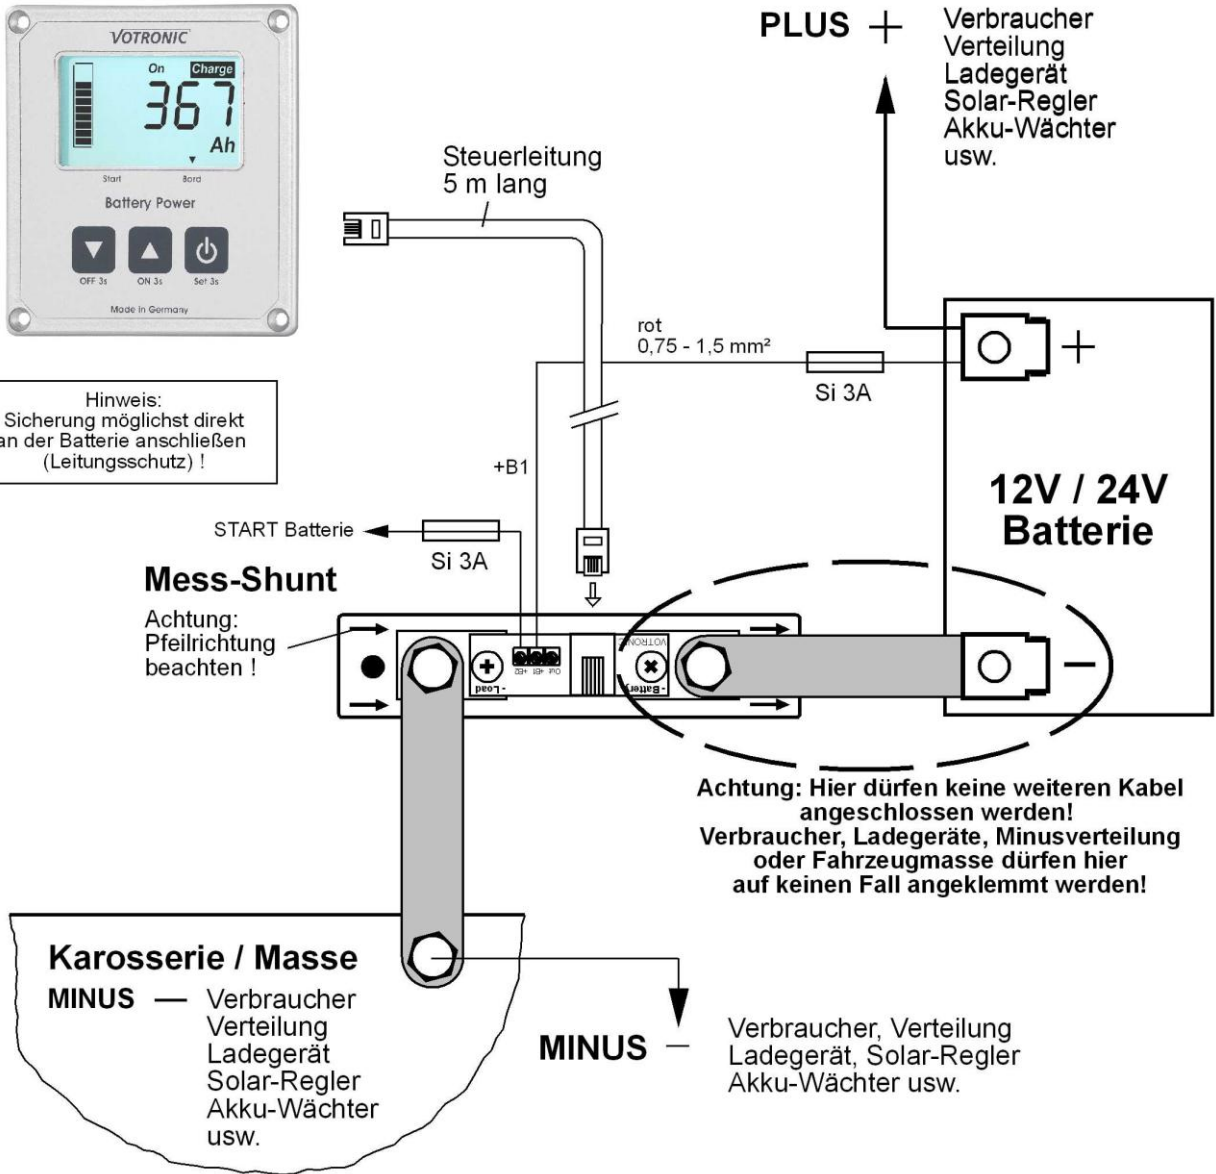 VOTRONIC
On Charge
367
Ah
Start Bord
Battery Power
OFF 3s ON 3s Set 3s
Made in Germany
PLUS +
Verbraucher
Verteilung
Ladegerät
Solar-Regler
Akku-Wächter
usw.
Steuerleitung
5 m lang
rot
0,75 - 1,5 mm²
Si 3A
+
Hinweis:
Sicherung möglichst direkt
an der Batterie anschließen
(Leitungsschutz) !
+B1
12V / 24V
Batterie
START Batterie
Si 3A
Mess-Shunt
Achtung:
Pfeilrichtung
beachten !
+B2 +B1 Out
VOTRONIC
- Load
- Battery
−
Achtung: Hier dürfen keine weiteren Kabel
angeschlossen werden!
Verbraucher, Ladegeräte, Minusverteilung
oder Fahrzeugmasse dürfen hier
auf keinen Fall angeklemmt werden!
Karosserie / Masse
MINUS — Verbraucher
Verteilung
Ladegerät
Solar-Regler
Akku-Wächter
usw.
MINUS −
Verbraucher, Verteilung
Ladegerät, Solar-Regler
Akku-Wächter usw.